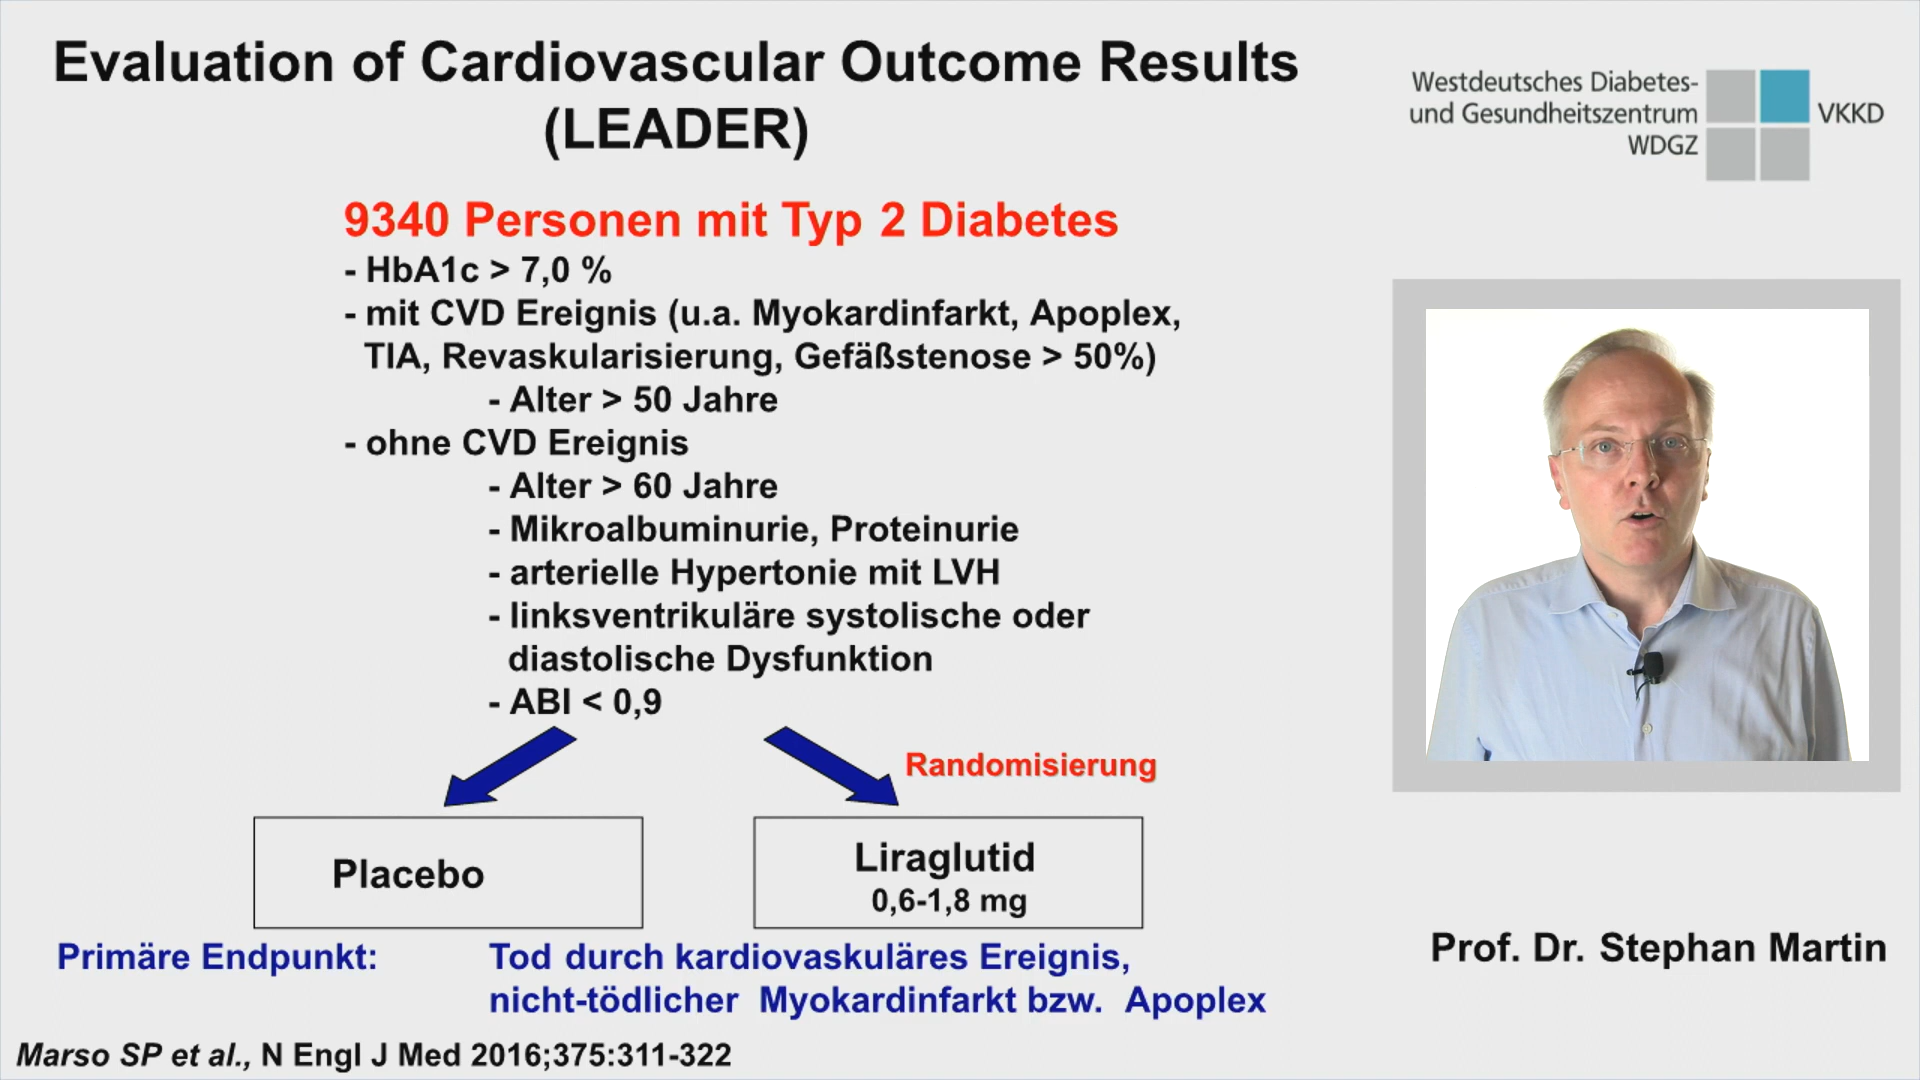 Evaluation of Cardiovascular Outcome Results
(LEADER)
Westdeutsches Diabetes-
und Gesundheitszentrum
WDGZ
VKKD
9340 Personen mit Typ 2 Diabetes
- HbA1c > 7,0 %
- mit CVD Ereignis (u.a. Myokardinfarkt, Apoplex,
TIA, Revaskularisierung, Gefäßstenose > 50%)
- Alter > 50 Jahre
- ohne CVD Ereignis
- Alter > 60 Jahre
- Mikroalbuminurie, Proteinurie
- arterielle Hypertonie mit LVH
- linksventrikuläre systolische oder
diastolische Dysfunktion
- ABI < 0,9
Randomisierung
Placebo
Liraglutid
0,6-1,8 mg
Primäre Endpunkt: Tod durch kardiovaskuläres Ereignis,
nicht-tödlicher Myokardinfarkt bzw. Apoplex
Prof. Dr. Stephan Martin
Marso SP et al., N Engl J Med 2016;375:311-322